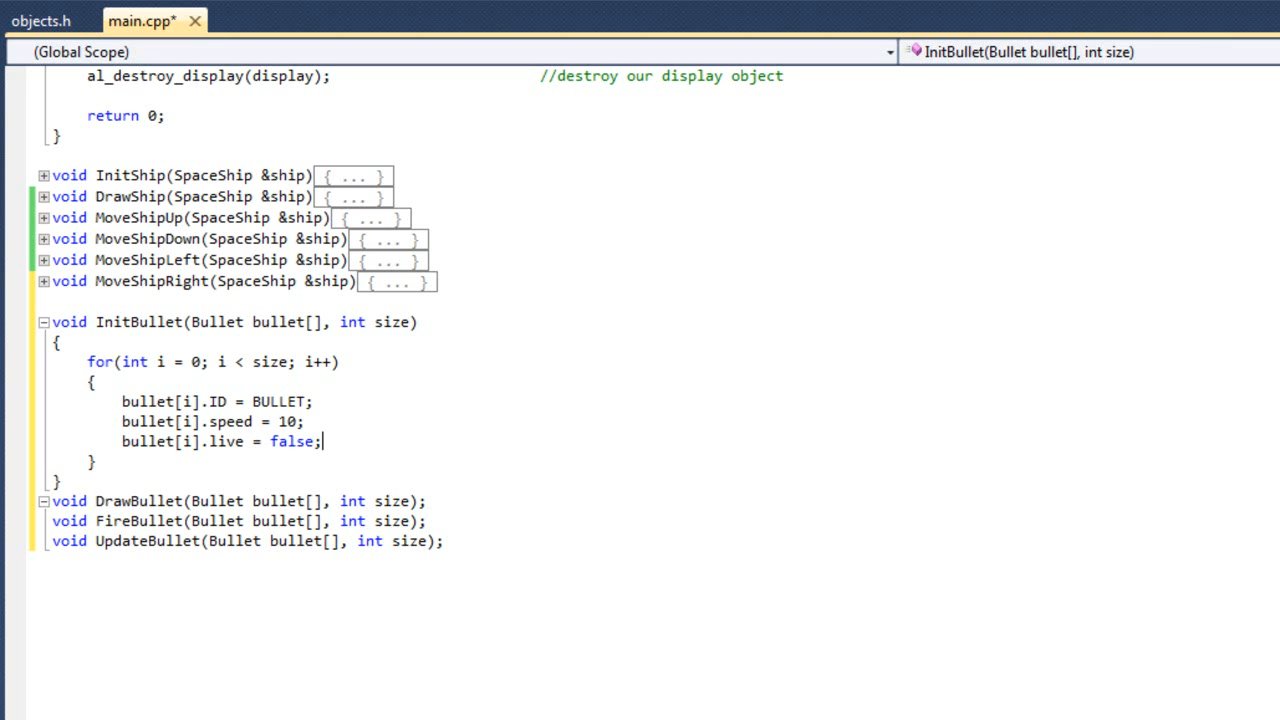 objects.h main.cpp*
(Global Scope) InitBullet(Bullet bullet[], int size)
al_destroy_display(display); //destroy our display object
return 0;
}
void InitShip(SpaceShip &ship){ ... }
void DrawShip(SpaceShip &ship){ ... }
void MoveShipUp(SpaceShip &ship){ ... }
void MoveShipDown(SpaceShip &ship){ ... }
void MoveShipLeft(SpaceShip &ship){ ... }
void MoveShipRight(SpaceShip &ship){ ... }
void InitBullet(Bullet bullet[], int size)
{
for(int i = 0; i < size; i++)
{
bullet[i].ID = BULLET;
bullet[i].speed = 10;
bullet[i].live = false;
}
}
void DrawBullet(Bullet bullet[], int size);
void FireBullet(Bullet bullet[], int size);
void UpdateBullet(Bullet bullet[], int size);